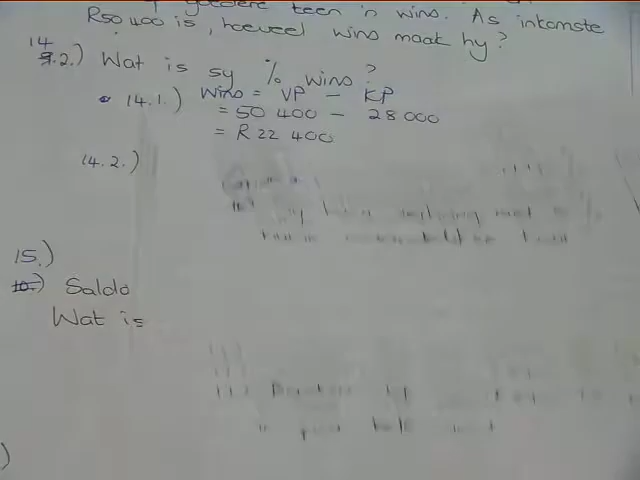 goedere teen 'n wins. As inkomste
R50 400 is, hoeveel wins maak hy?
14
9.2.) Wat is sy % wins?
14.1.) Wins = VP - KP
= 50 400 - 28 000
= R 22 400
14.2.)
15.)
10.) Saldo
Wat is
)